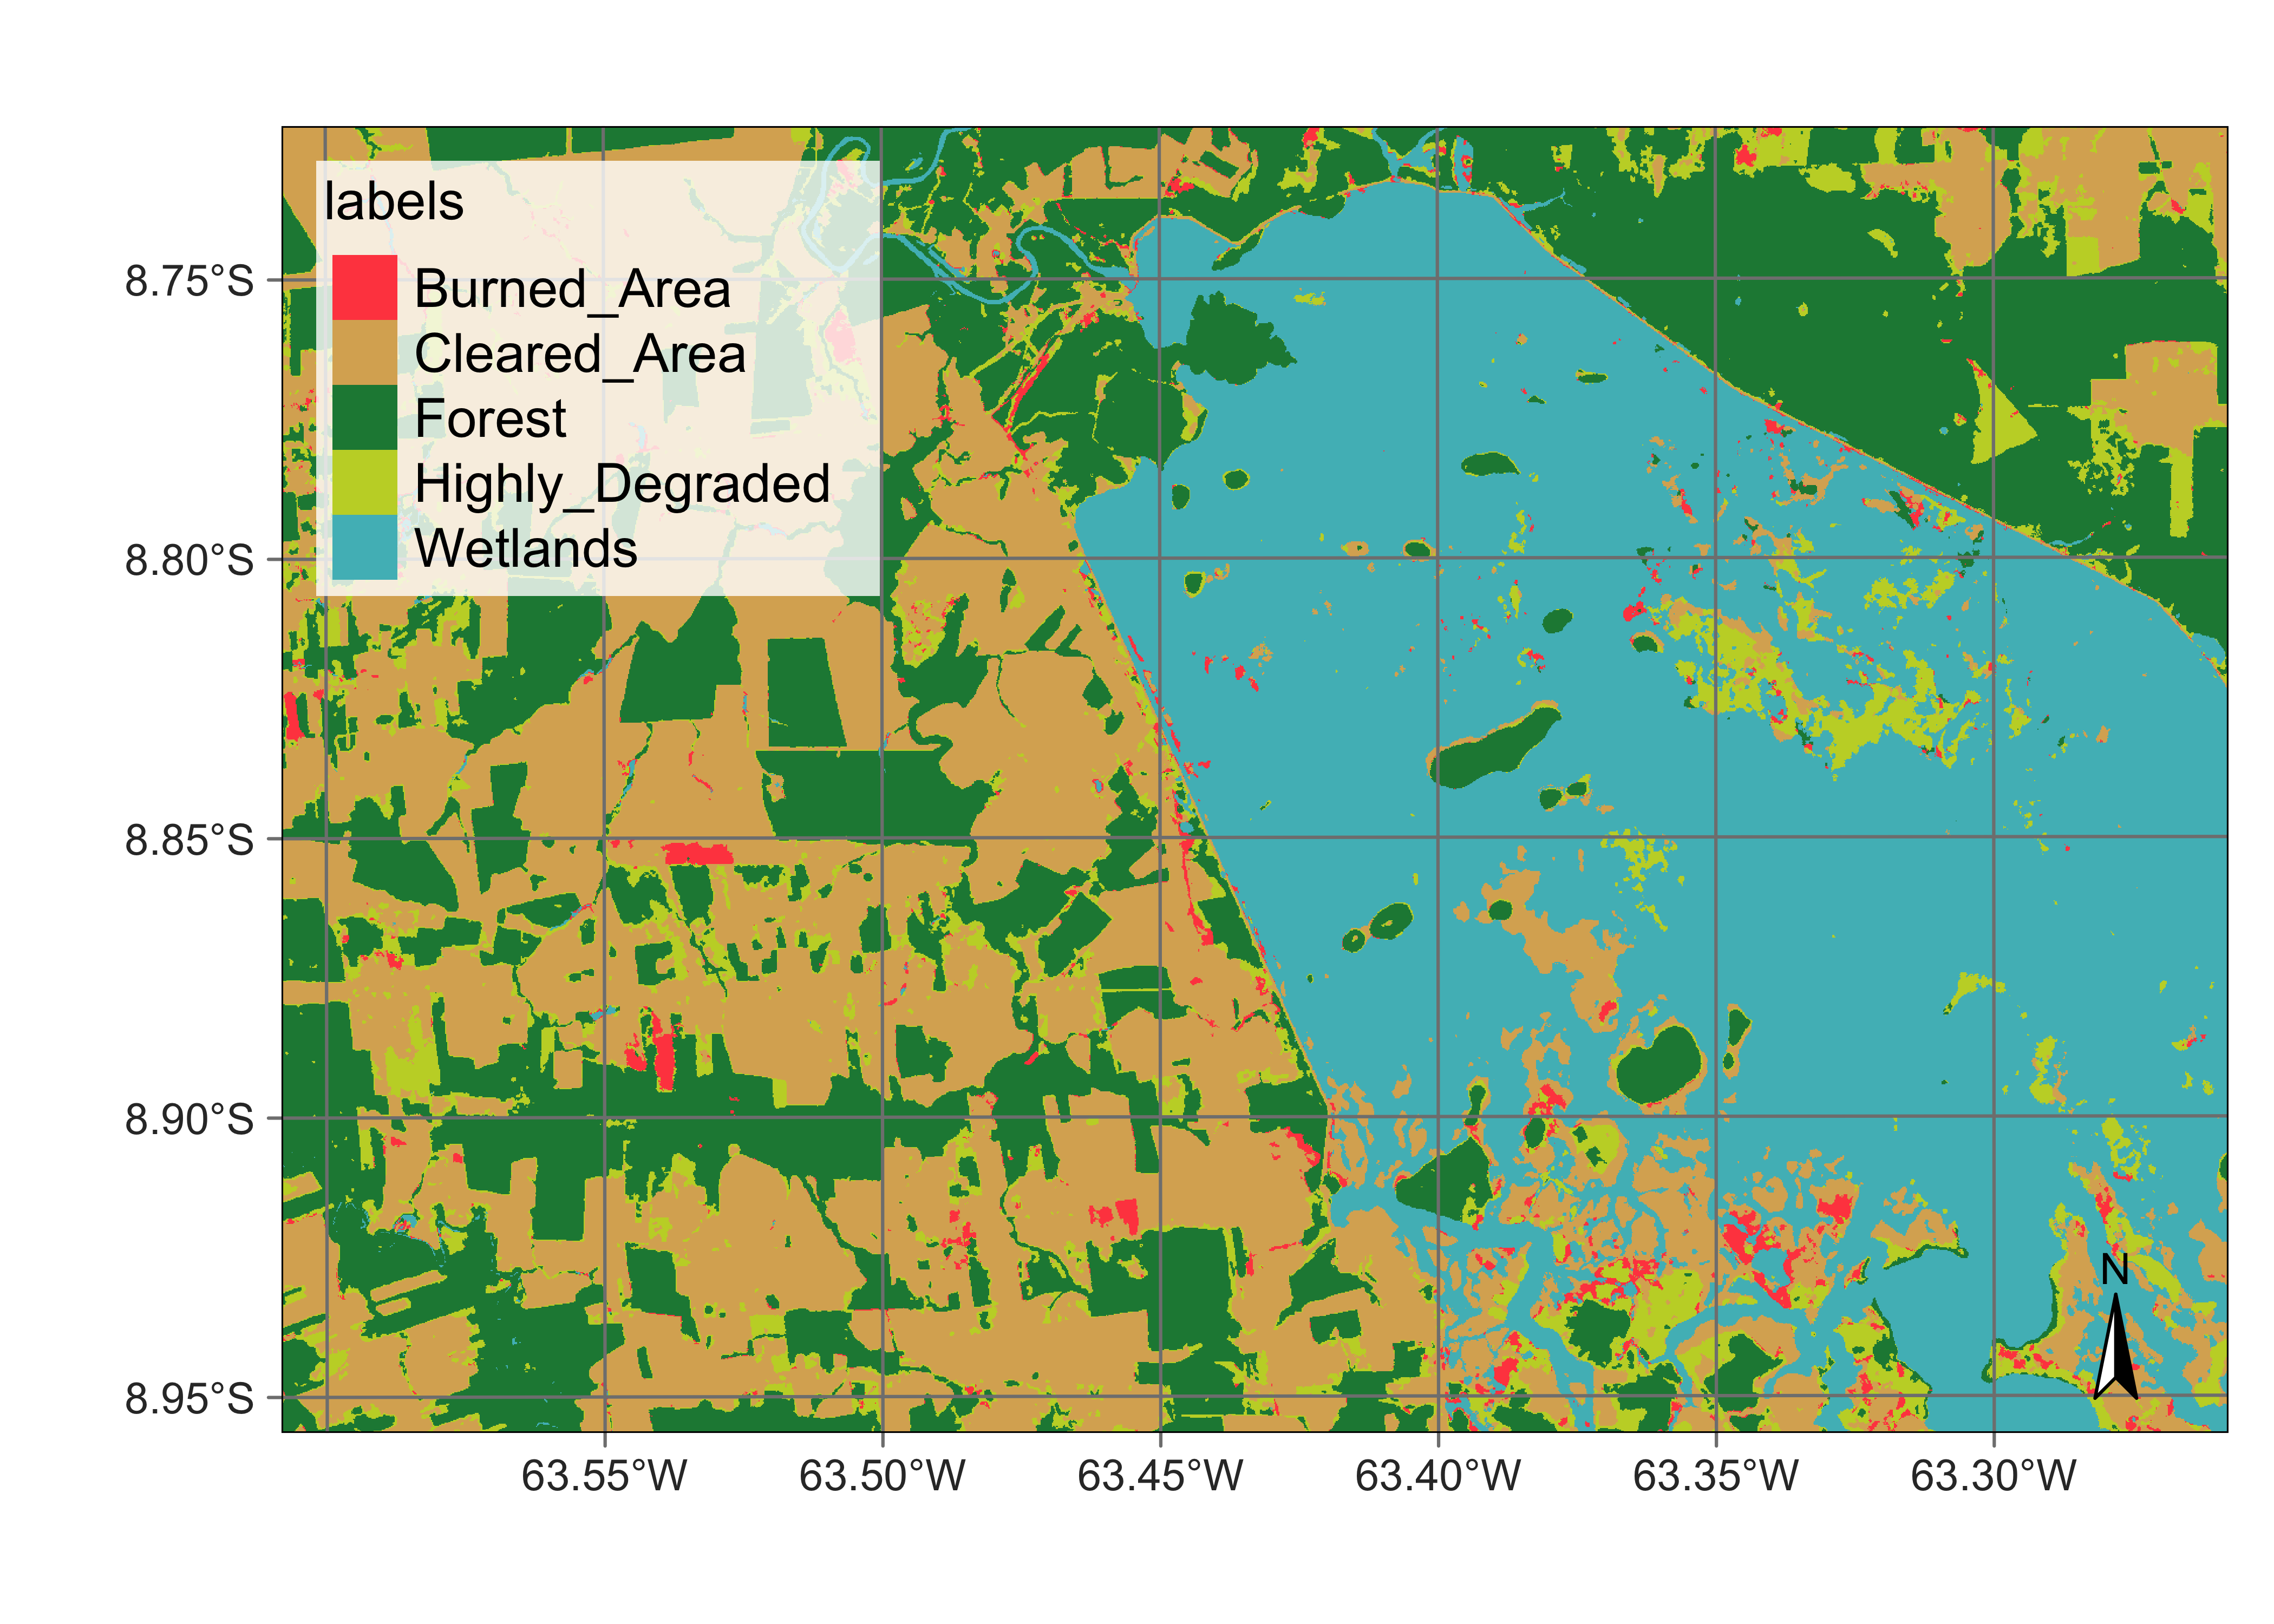 labels
Burned_Area
Cleared_Area
Forest
Highly_Degraded
Wetlands
8.75°S
8.80°S
8.85°S
8.90°S
8.95°S
N
63.55°W
63.50°W
63.45°W
63.40°W
63.35°W
63.30°W